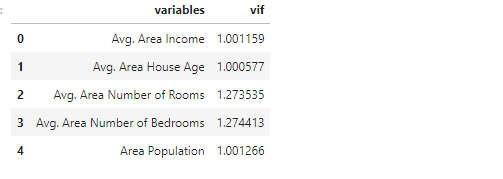 variables vif
0 Avg. Area Income 1.001159
1 Avg. Area House Age 1.000577
2 Avg. Area Number of Rooms 1.273535
3 Avg. Area Number of Bedrooms 1.274413
4 Area Population 1.001266